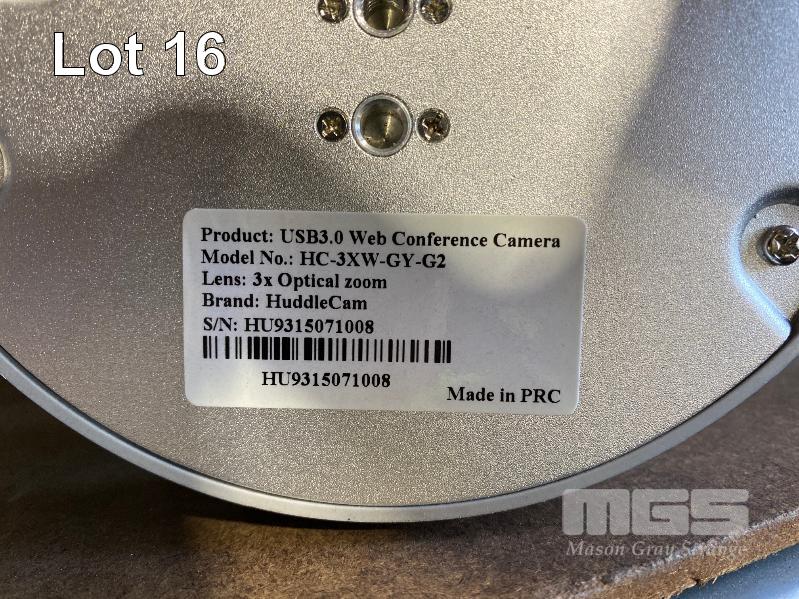 Lot 16
Product: USB3.0 Web Conference Camera
Model No.: HC-3XW-GY-G2
Lens: 3x Optical zoom
Brand: HuddleCam
S/N: HU9315071008
HU9315071008
Made in PRC
MGS
Mason Gray Strange